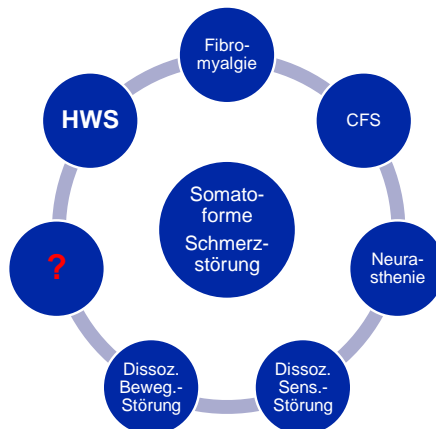 Fibro-
myalgie
HWS
CFS
Somato-
forme
Schmerz-
störung
?
Neura-
sthenie
Dissoz.
Beweg.-
Störung
Dissoz.
Sens.-
Störung